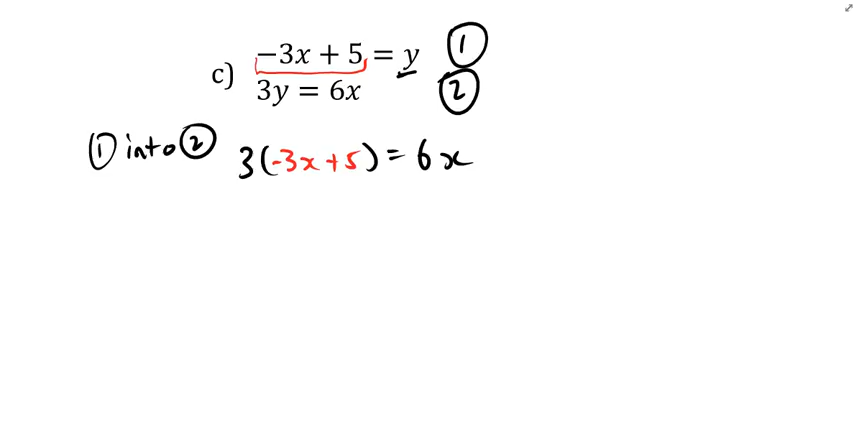 -3x + 5 = y ①
c)
3y = 6x ②
① into ② 3(-3x + 5) = 6x